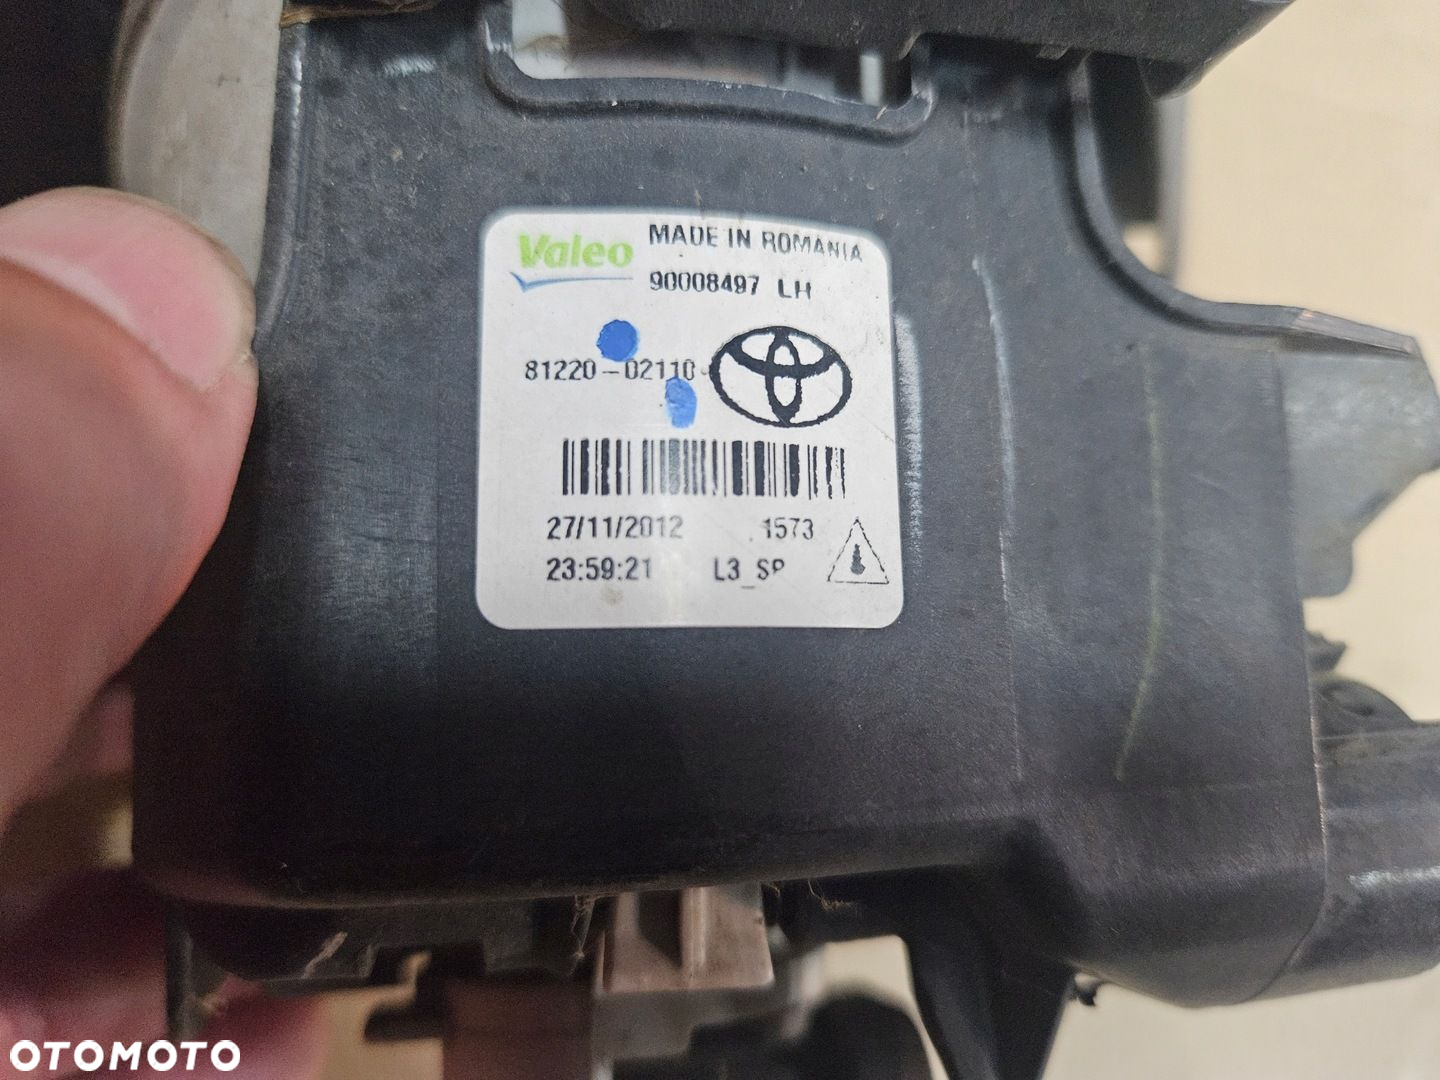 Valeo
MADE IN ROMANIA
90008497 LH
81220-02110
27/11/2012 1573
23:59:21 L3_SP
OTOMOTO